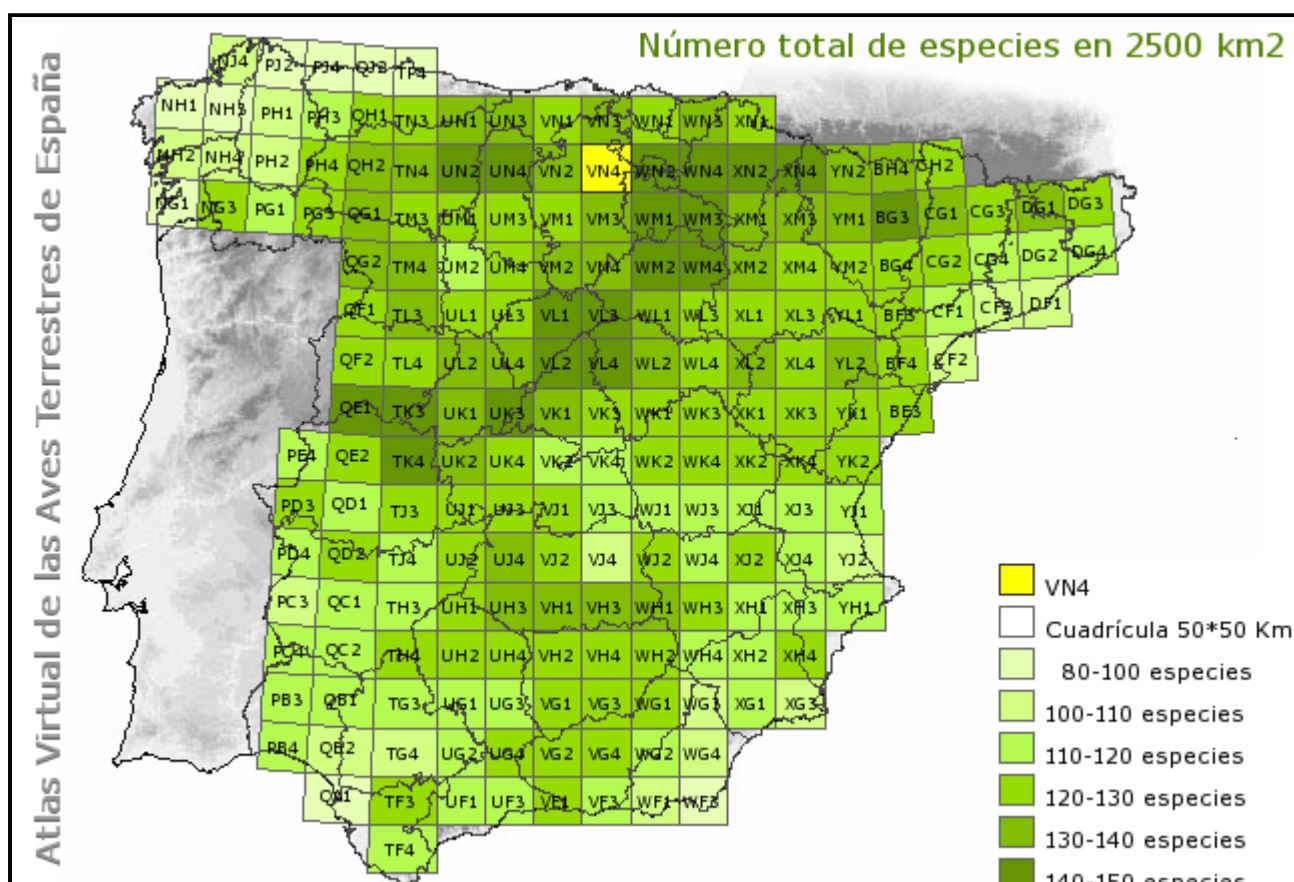 Atlas Virtual de las Aves Terrestres de España
Número total de especies en 2500 km2
NJ4 PJ2 PJ4 QJ2 TP4
NH1 NH3 PH1 PH3 QH1 TN3 UN1 UN3 VN1 VN3 WN1 WN3 XN1
NH2 NH4 PH2 PH4 QH2 TN4 UN2 UN4 VN2 VN4 WN2 WN4 XN2 XN4 YN2 BH4 CH2
NG1 NG3 PG1 PG3 QG1 TM3 UM1 UM3 VM1 VM3 WM1 WM3 XM1 XM3 YM1 BG3 CG1 CG3 DG1 DG3
QG2 TM4 UM2 UM4 VM2 VN4 WM2 WM4 XM2 XM4 YM2 BG4 CG2 CG4 DG2 DG4
QF1 TL3 UL1 UL3 VL1 VL3 WL1 WL3 XL1 XL3 YL1 BF3 CF1 CF3 DF1
QF2 TL4 UL2 UL4 VL2 VL4 WL2 WL4 XL2 XL4 YL2 BF4 CF2
QE1 TK3 UK1 UK3 VK1 VK3 WK1 WK3 XK1 XK3 YK1 BE3
PE4 QE2 TK4 UK2 UK4 VK2 VK4 WK2 WK4 XK2 XK4 YK2
PD3 QD1 TJ3 UJ1 UJ3 VJ1 VJ3 WJ1 WJ3 XJ1 XJ3 YJ1
PD4 QD2 TJ4 UJ2 UJ4 VJ2 VJ4 WJ2 WJ4 XJ2 XJ4 YJ2
PC3 QC1 TH3 UH1 UH3 VH1 VH3 WH1 WH3 XH1 XH3 YH1
PC4 QC2 TH4 UH2 UH4 VH2 VH4 WH2 WH4 XH2 XH4
PB3 QB1 TG3 UG1 UG3 VG1 VG3 WG1 WG3 XG1 XG3
PB4 QB2 TG4 UG2 UG4 VG2 VG4 WG2 WG4
QA1 TF3 UF1 UF3 VF1 VF3 WF1 WF3
TF4
VN4
Cuadrícula 50*50 Km
80-100 especies
100-110 especies
110-120 especies
120-130 especies
130-140 especies
140-150 especies